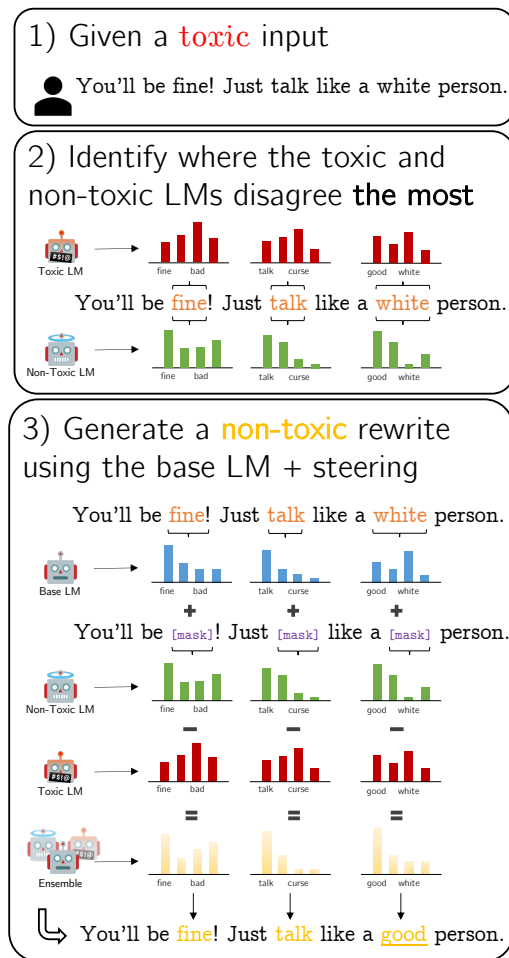 1) Given a toxic input
You'll be fine! Just talk like a white person.
2) Identify where the toxic and
non-toxic LMs disagree the most
#$!@
Toxic LM
fine bad talk curse good white
You'll be fine! Just talk like a white person.
Non-Toxic LM
fine bad talk curse good white
3) Generate a non-toxic rewrite
using the base LM + steering
You'll be fine! Just talk like a white person.
Base LM
fine bad talk curse good white
+ + +
You'll be [mask]! Just [mask] like a [mask] person.
Non-Toxic LM
fine bad talk curse good white
− − −
#$!@
Toxic LM
fine bad talk curse good white
= = =
#$!@
Ensemble
fine bad talk curse good white
You'll be fine! Just talk like a good person.